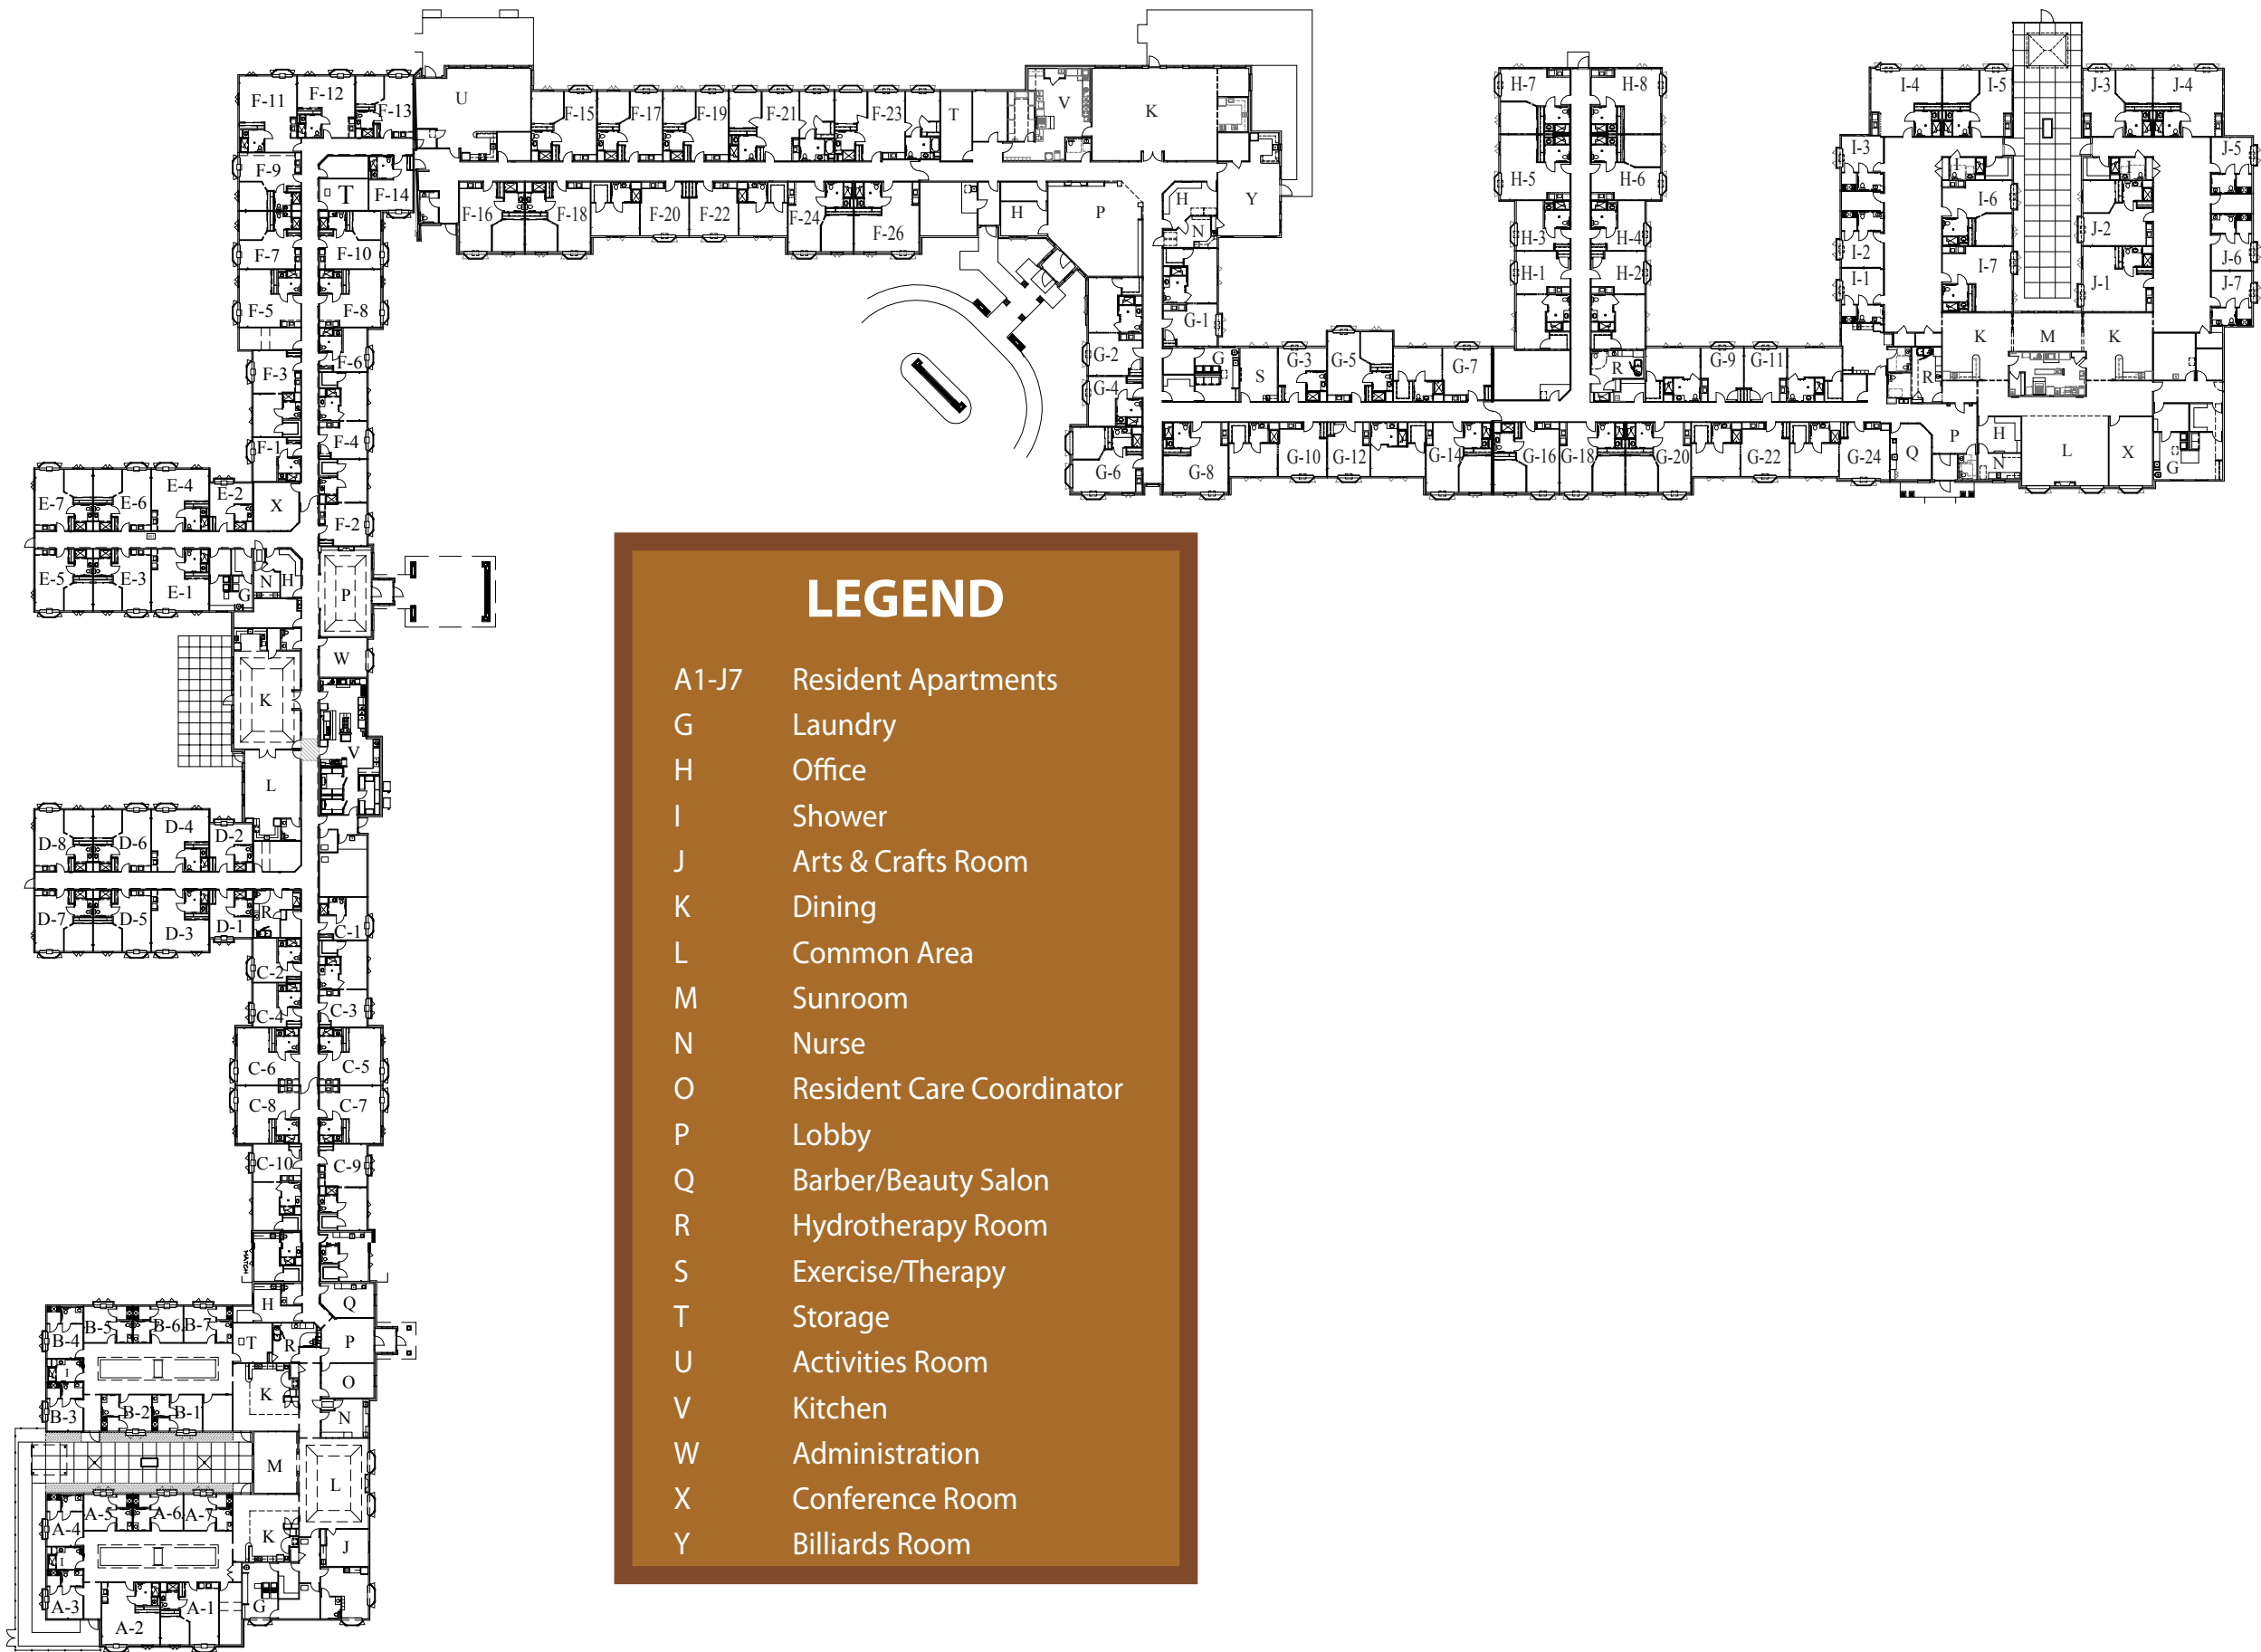 F-11
F-12
F-13
U
F-15
F-17
F-19
F-21
F-23
T
V
K
H-7
H-8
I-4
I-5
J-3
J-4
F-9
T
F-14
F-16
F-18
F-20
F-22
F-24
F-26
H
P
H
N
Y
H-5
H-6
I-3
I
I-6
J-2
J-5
F-7
F-10
H-3
H-4
I-2
I-7
J-1
J-6
F-5
F-8
H-1
H-2
I-1
J-7
G-1
F-6
F-3
G-2
G
S
G-3
G-5
G-7
R
G-9
G-11
R
K
M
K
G-4
F-1
F-4
G-6
G-8
G-10
G-12
G-14
G-16
G-18
G-20
G-22
G-24
Q
P
H
N
L
X
G
E-7
E-6
E-4
E-2
X
F-2
E-5
E-3
E-1
G
N
H
P
W
K
V
L
D-8
D-6
D-4
D-2
D-7
D-5
D-3
D-1
R
C-1
C-2
C-4
C-3
C-6
C-5
C-8
C-7
C-10
C-9
MATCH
H
Q
B-4
B-5
B-6
B-7
T
R
P
I
K
O
B-3
B-2
B-1
N
M
L
A-4
A-5
A-6
A-7
K
J
I
A-3
A-2
A-1
G
LEGEND
A1-J7 Resident Apartments
G Laundry
H Office
I Shower
J Arts & Crafts Room
K Dining
L Common Area
M Sunroom
N Nurse
O Resident Care Coordinator
P Lobby
Q Barber/Beauty Salon
R Hydrotherapy Room
S Exercise/Therapy
T Storage
U Activities Room
V Kitchen
W Administration
X Conference Room
Y Billiards Room